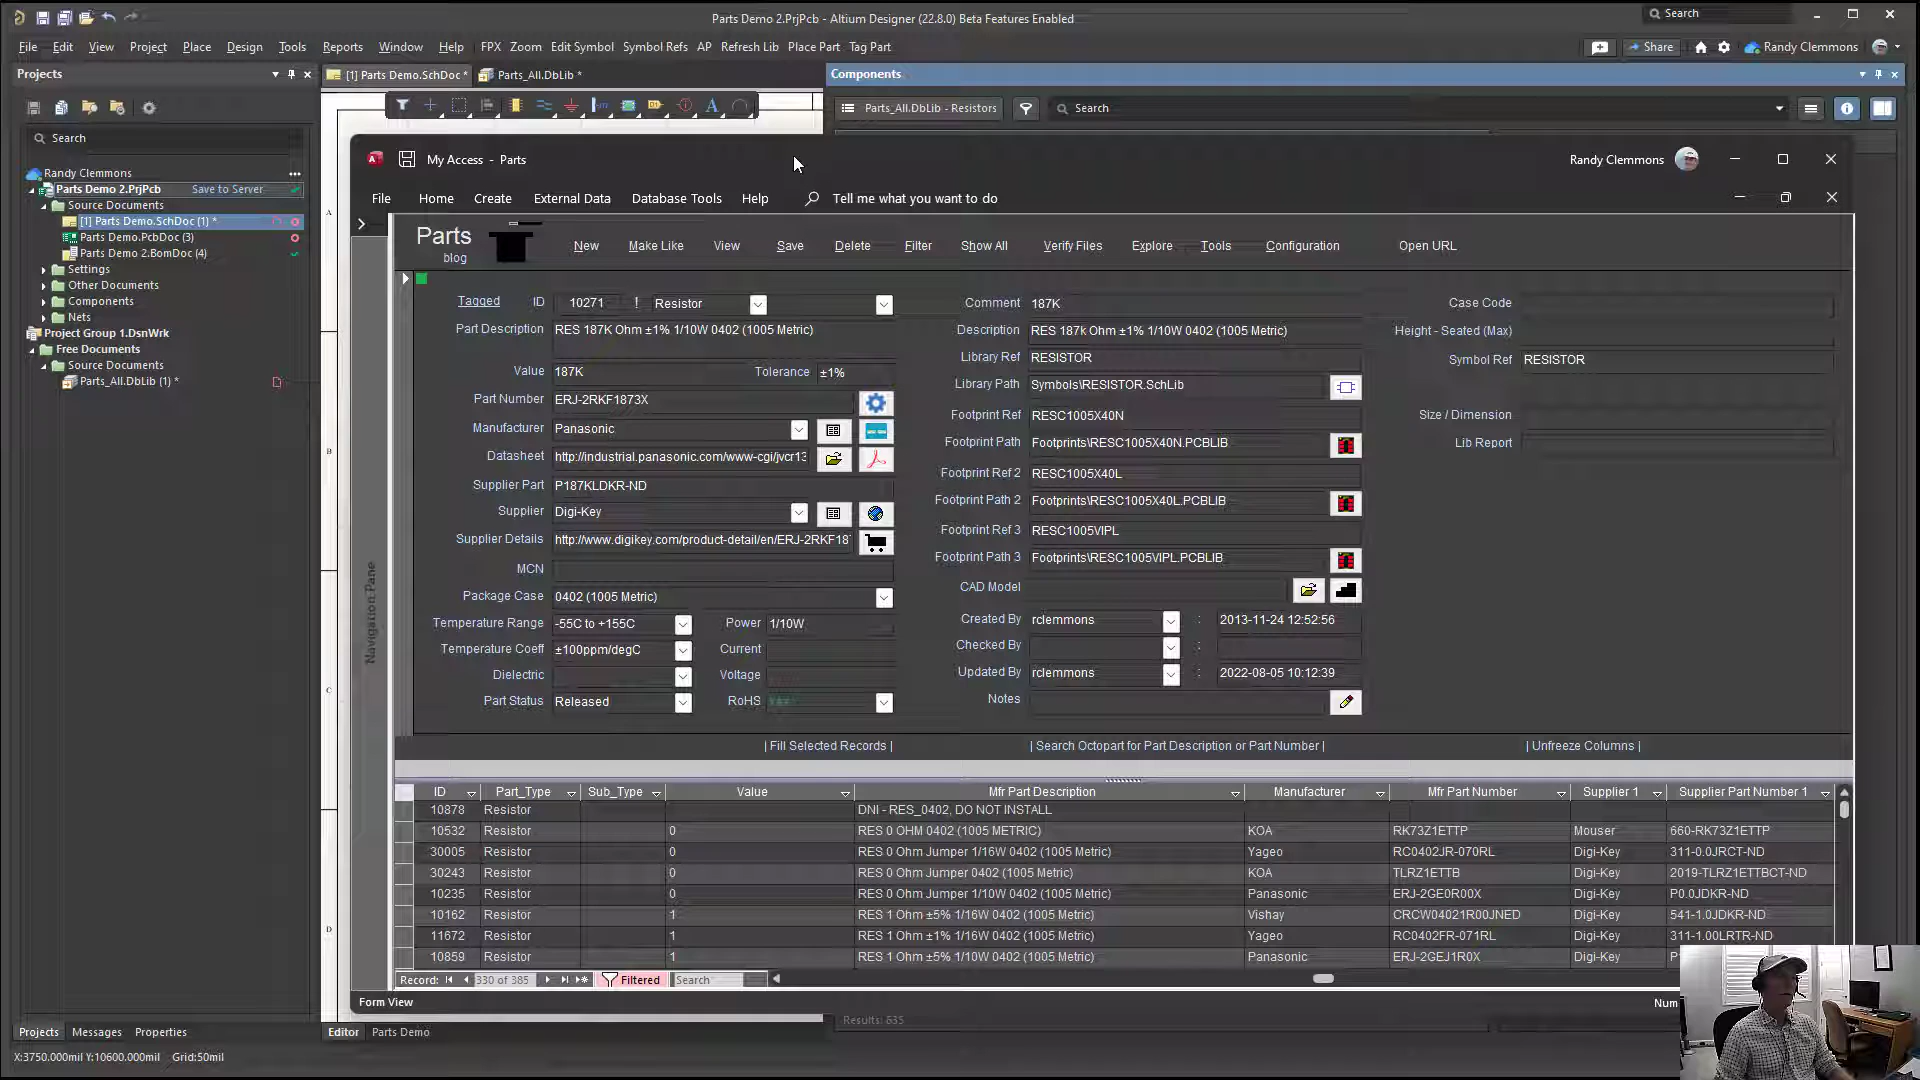 Parts Demo 2.PrjPcb - Altium Designer (22.8.0) Beta Features Enabled
Search
File Edit View Project Place Design Tools Reports Window Help FPX Zoom Edit Symbol Symbol Refs AP Refresh Lib Place Part Tag Part
Share
Randy Clemmons
Projects
[1] Parts Demo.SchDoc *
Parts_All.DbLib *
Components
Parts_All.DbLib - Resistors
Search
Search
Randy Clemmons
Parts Demo 2.PrjPcb Save to Server
Source Documents
[1] Parts Demo.SchDoc (1) *
Parts Demo.PcbDoc (3)
Parts Demo 2.BomDoc (4)
Settings
Other Documents
Components
Nets
Project Group 1.DsnWrk
Free Documents
Source Documents
Parts_All.DbLib (1) *
A
B
C
D
My Access - Parts
Randy Clemmons
File Home Create External Data Database Tools Help Tell me what you want to do
Navigation Pane
Parts
blog
New Make Like View Save Delete Filter Show All Verify Files Explore Tools Configuration Open URL
Tagged ID 10271 ! Resistor
Part Description RES 187K Ohm ±1% 1/10W 0402 (1005 Metric)
Value 187K Tolerance ±1%
Part Number ERJ-2RKF1873X
Manufacturer Panasonic
Datasheet http://industrial.panasonic.com/www-cgi/jvcr13
Supplier Part P187KLDKR-ND
Supplier Digi-Key
Supplier Details http://www.digikey.com/product-detail/en/ERJ-2RKF187
MCN
Package Case 0402 (1005 Metric)
Temperature Range -55C to +155C Power 1/10W
Temperature Coeff ±100ppm/degC Current
Dielectric Voltage
Part Status Released RoHS
Comment 187K
Description RES 187k Ohm ±1% 1/10W 0402 (1005 Metric)
Library Ref RESISTOR
Library Path Symbols\RESISTOR.SchLib
Footprint Ref RESC1005X40N
Footprint Path Footprints\RESC1005X40N.PCBLIB
Footprint Ref 2 RESC1005X40L
Footprint Path 2 Footprints\RESC1005X40L.PCBLIB
Footprint Ref 3 RESC1005VIPL
Footprint Path 3 Footprints\RESC1005VIPL.PCBLIB
CAD Model
Created By rclemmons : 2013-11-24 12:52:56
Checked By :
Updated By rclemmons : 2022-08-05 10:12:39
Notes
Case Code
Height - Seated (Max)
Symbol Ref RESISTOR
Size / Dimension
Lib Report
| Fill Selected Records | | Search Octopart for Part Description or Part Number | | Unfreeze Columns |
ID Part_Type Sub_Type Value Mfr Part Description Manufacturer Mfr Part Number Supplier 1 Supplier Part Number 1
10878 Resistor DNI - RES_0402, DO NOT INSTALL
10532 Resistor 0 RES 0 OHM 0402 (1005 METRIC) KOA RK73Z1ETTP Mouser 660-RK73Z1ETTP
30005 Resistor 0 RES 0 Ohm Jumper 1/16W 0402 (1005 Metric) Yageo RC0402JR-070RL Digi-Key 311-0.0JRCT-ND
30243 Resistor 0 RES 0 Ohm Jumper 0402 (1005 Metric) KOA TLRZ1ETTB Digi-Key 2019-TLRZ1ETTBCT-ND
10235 Resistor 0 RES 0 Ohm Jumper 1/10W 0402 (1005 Metric) Panasonic ERJ-2GE0R00X Digi-Key P0.0JDKR-ND
10162 Resistor 1 RES 1 Ohm ±5% 1/16W 0402 (1005 Metric) Vishay CRCW04021R00JNED Digi-Key 541-1.0JDKR-ND
11672 Resistor 1 RES 1 Ohm ±1% 1/16W 0402 (1005 Metric) Yageo RC0402FR-071RL Digi-Key 311-1.00LRTR-ND
10859 Resistor 1 RES 1 Ohm ±5% 1/10W 0402 (1005 Metric) Panasonic ERJ-2GEJ1R0X Digi-Key
Record: 330 of 385 Filtered Search
Form View
Num
Results: 635
Projects Messages Properties
Editor Parts Demo
X:3750.000mil Y:10600.000mil Grid:50mil